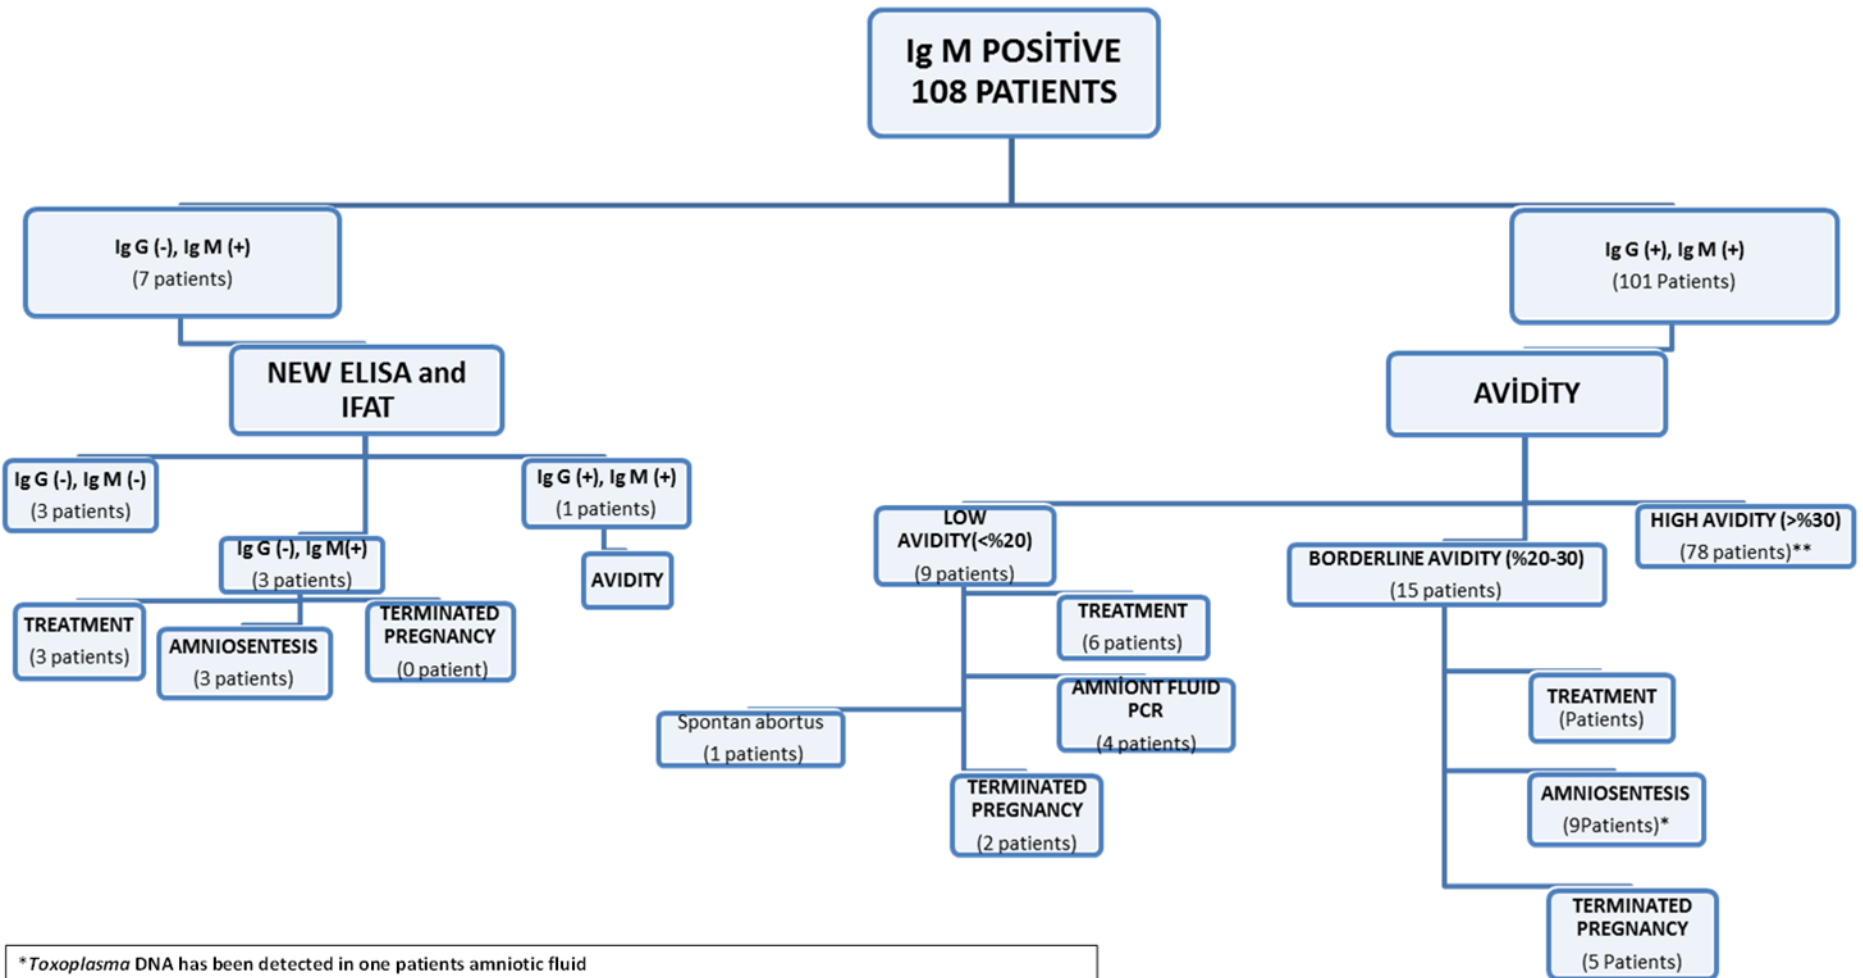 Ig M POSİTİVE
108 PATIENTS
Ig G (-), Ig M (+)
(7 patients)
Ig G (+), Ig M (+)
(101 Patients)
NEW ELISA and
IFAT
AVİDİTY
Ig G (-), Ig M (-)
(3 patients)
Ig G (-), Ig M(+)
(3 patients)
Ig G (+), Ig M (+)
(1 patients)
AVIDITY
TREATMENT
(3 patients)
AMNIOSENTESIS
(3 patients)
TERMINATED
PREGNANCY
(0 patient)
LOW
AVIDITY(<%20)
(9 patients)
TREATMENT
(6 patients)
AMNİONT FLUID
PCR
(4 patients)
Spontan abortus
(1 patients)
TERMINATED
PREGNANCY
(2 patients)
BORDERLINE AVIDITY (%20-30)
(15 patients)
TREATMENT
(Patients)
AMNIOSENTESIS
(9Patients)*
TERMINATED
PREGNANCY
(5 Patients)
HIGH AVIDITY (>%30)
(78 patients)**
*Toxoplasma DNA has been detected in one patients amniotic fluid